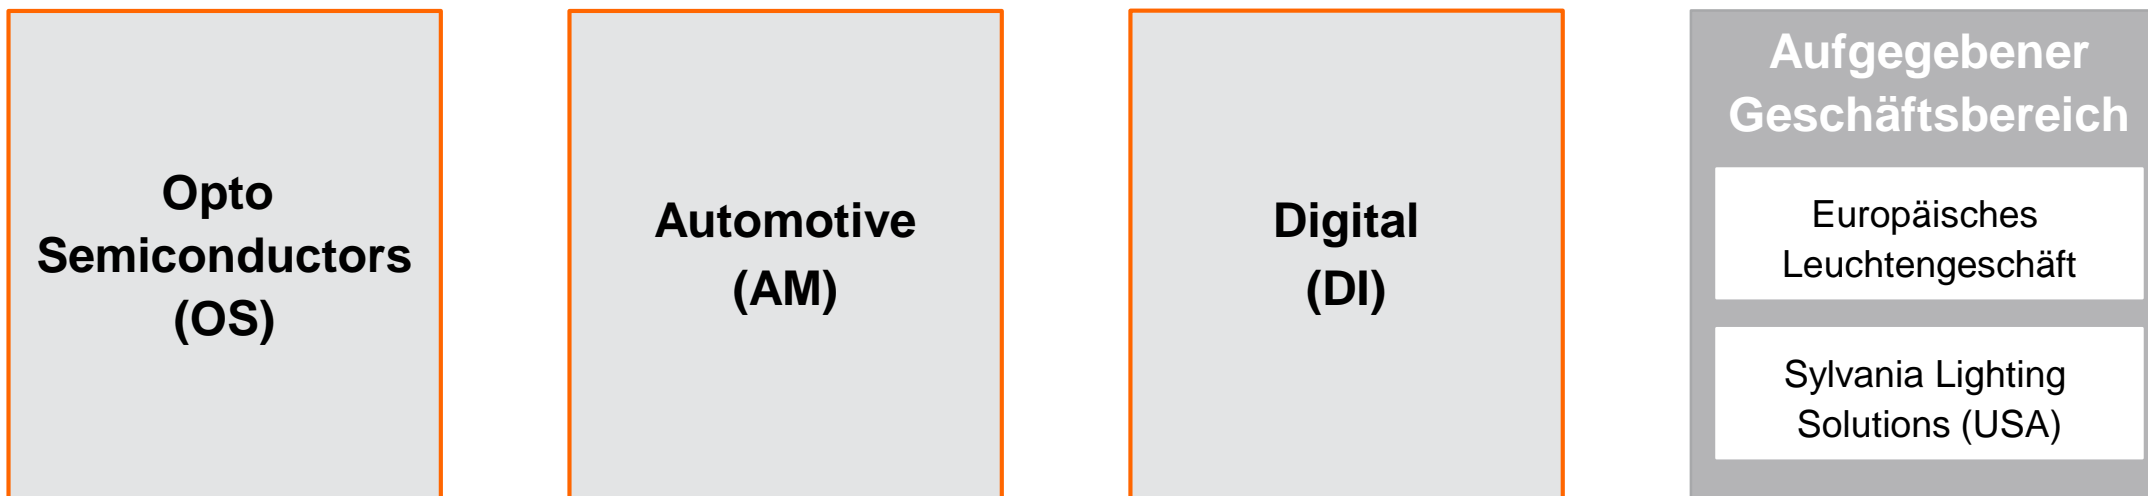 Opto
Semiconductors
(OS)
Automotive
(AM)
Digital
(DI)
Aufgegebener
Geschäftsbereich
Europäisches
Leuchtengeschäft
Sylvania Lighting
Solutions (USA)